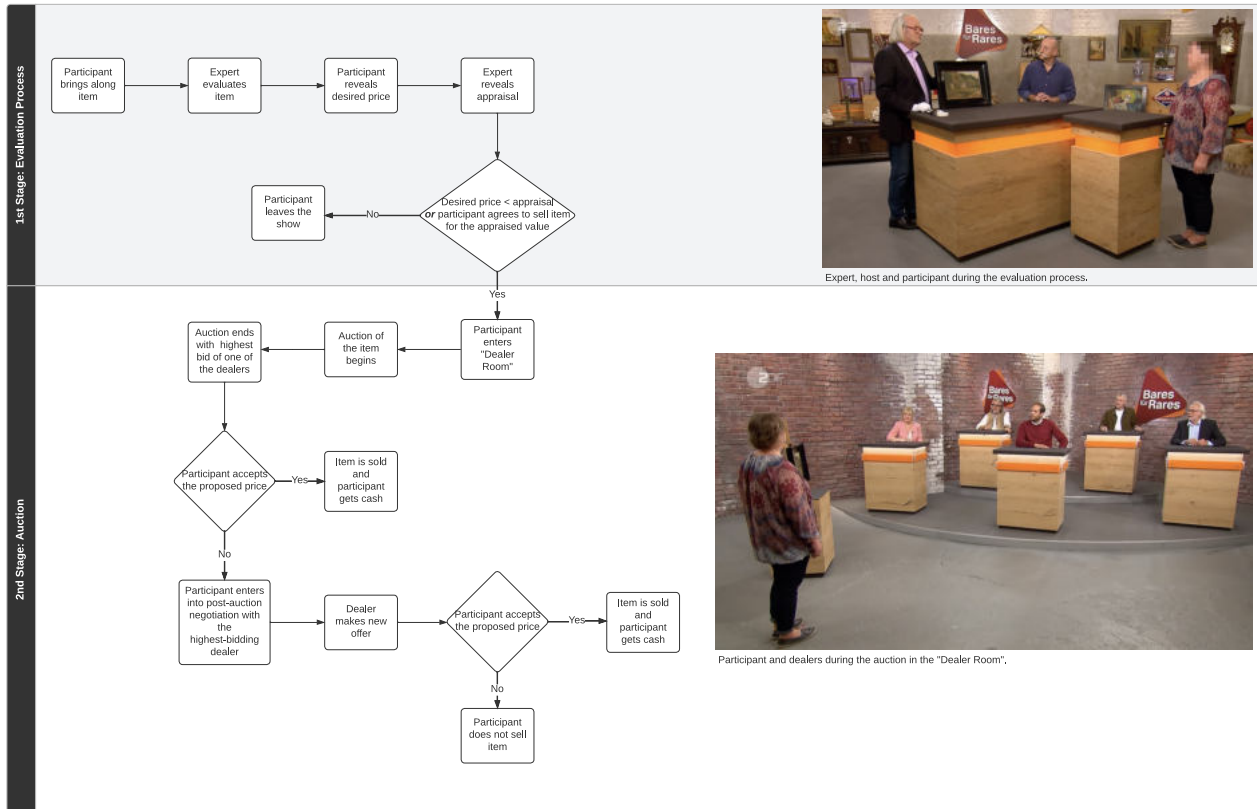 1st Stage: Evaluation Process
Participant
brings along
item
Expert
evaluates
item
Participant
reveals
desired price
Expert
reveals
appraisal
Desired price < appraisal
or participant agrees to sell item
for the appraised value
No
Participant
leaves the
show
Yes
Bares
für Rares
Expert, host and participant during the evaluation process.
2nd Stage: Auction
Participant
enters
"Dealer
Room"
Auction of
the item
begins
Auction ends
with highest
bid of one of
the dealers
Participant accepts
the proposed price
Yes
Item is sold
and
participant
gets cash
No
Participant enters
into post-auction
negotiation with
the
highest-bidding
dealer
Dealer
makes new
offer
Participant accepts
the proposed price
Yes
Item is sold
and
participant
gets cash
No
Participant
does not sell
item
Bares
für Rares
Bares
für Rares
Participant and dealers during the auction in the "Dealer Room".